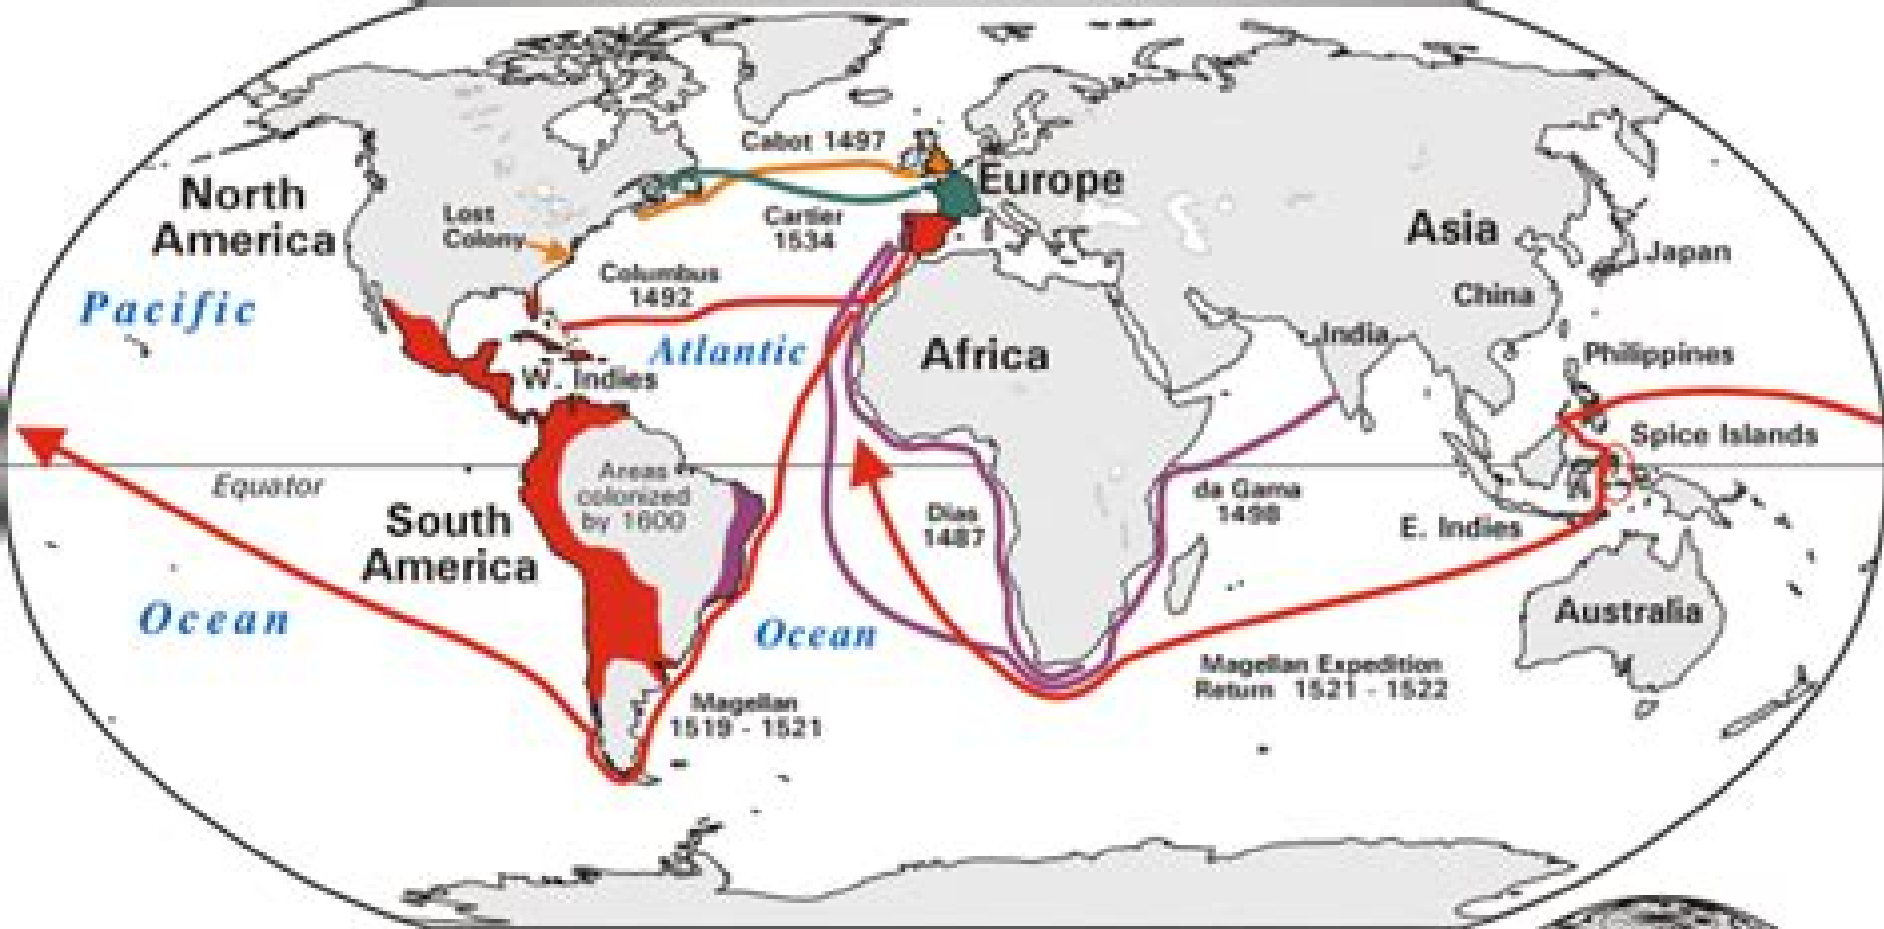 Cabot 1497
North
America
Europe
Lost
Colony
Cartier
1534
Asia
Japan
Columbus
1492
China
Pacific
Atlantic
Africa
India
Philippines
W. Indies
Spice Islands
Equator
Areas
colonized
by 1600
South
America
Dias
1487
da Gama
1498
E. Indies
Ocean
Ocean
Australia
Magellan Expedition
Return 1521 - 1522
Magellan
1519 - 1521